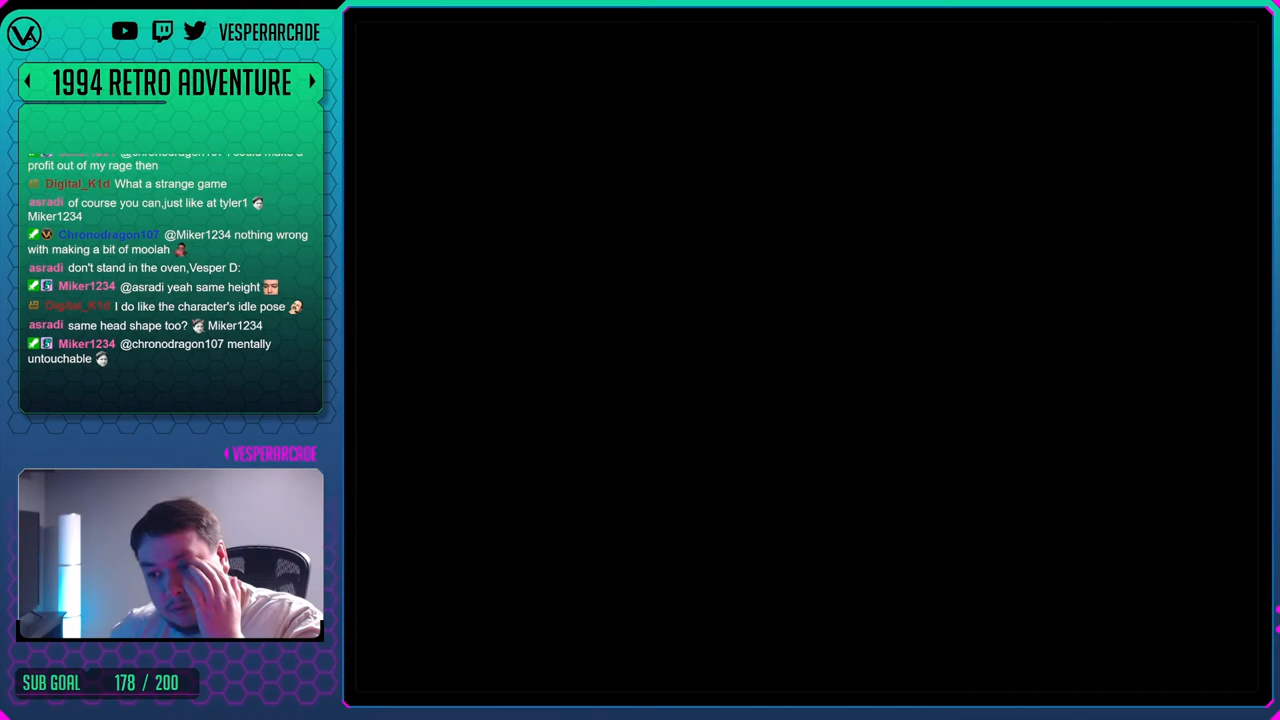 VESPERARCADE
1994 RETRO ADVENTURE
profit out of my rage then
Digital_K1d What a strange game
asradi of course you can,just like at tyler1
Miker1234
Chronodragon107 @Miker1234 nothing wrong
with making a bit of moolah
asradi don't stand in the oven,Vesper D:
Miker1234 @asradi yeah same height
Digital_K1d I do like the character's idle pose
asradi same head shape too? Miker1234
Miker1234 @chronodragon107 mentally
untouchable
VESPERARCADE
SUB GOAL 178 / 200